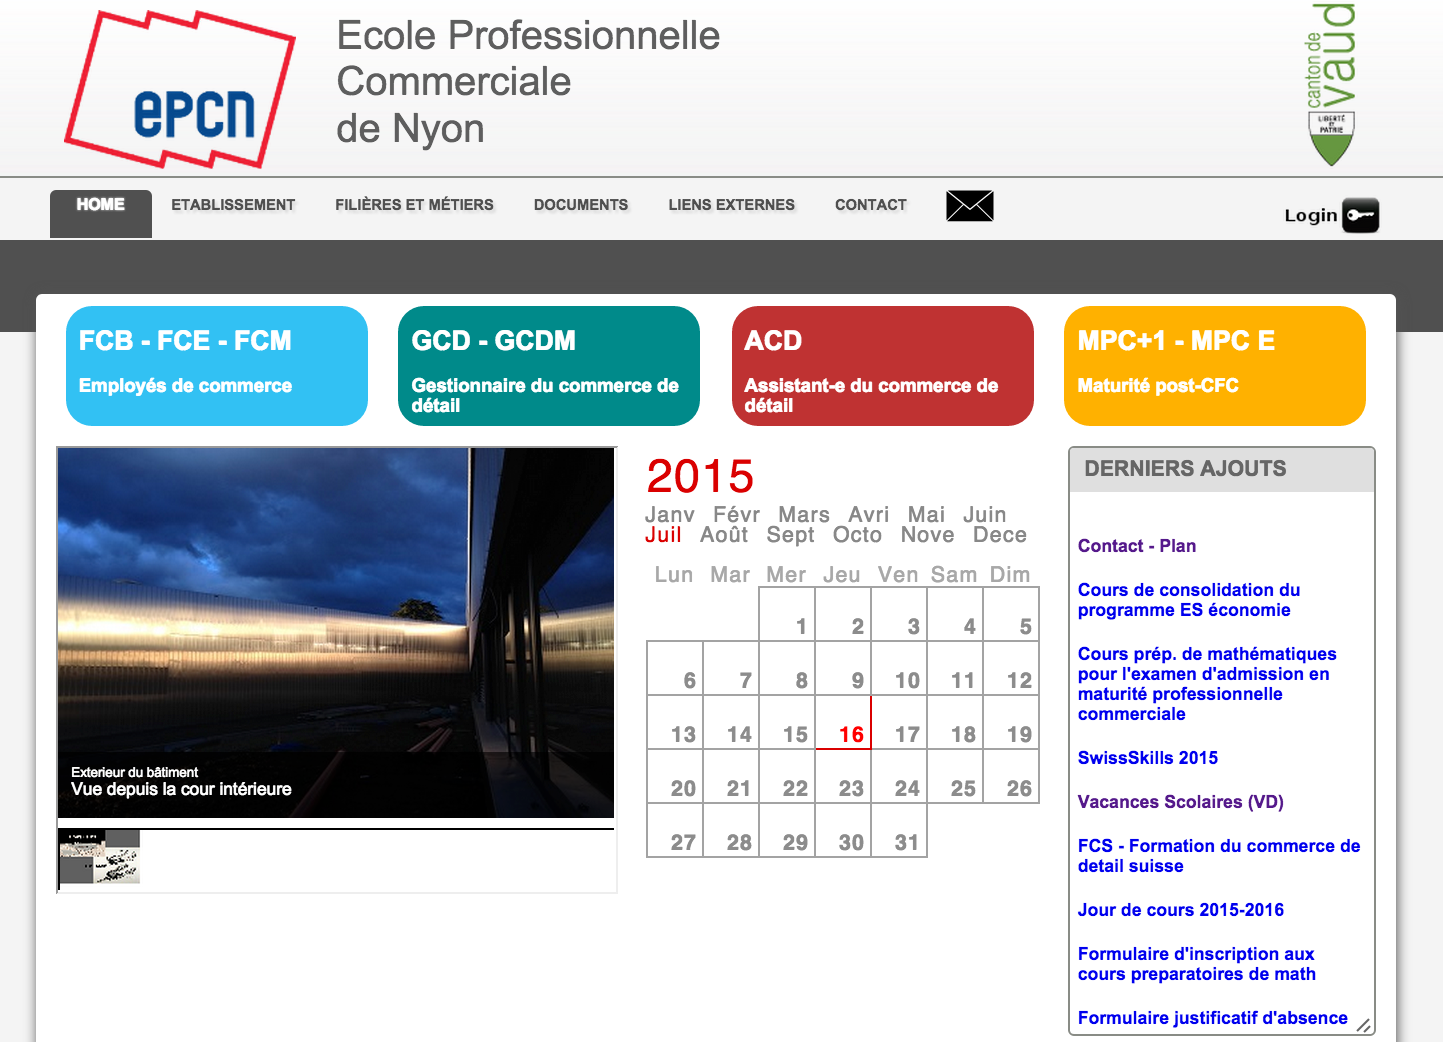 epcn
Ecole Professionnelle
Commerciale
de Nyon
canton de
vaud
LIBERTÉ
ET
PATRIE
HOME
ETABLISSEMENT
FILIÈRES ET MÉTIERS
DOCUMENTS
LIENS EXTERNES
CONTACT
Login
FCB - FCE - FCM
Employés de commerce
GCD - GCDM
Gestionnaire du commerce de
détail
ACD
Assistant-e du commerce de
détail
MPC+1 - MPC E
Maturité post-CFC
Exterieur du bâtiment
Vue depuis la cour intérieure
2015
Janv Févr Mars Avri Mai Juin
Juil Août Sept Octo Nove Dece
Lun Mar Mer Jeu Ven Sam Dim
1 2 3 4 5
6 7 8 9 10 11 12
13 14 15 16 17 18 19
20 21 22 23 24 25 26
27 28 29 30 31
DERNIERS AJOUTS
Contact - Plan
Cours de consolidation du
programme ES économie
Cours prép. de mathématiques
pour l'examen d'admission en
maturité professionnelle
commerciale
SwissSkills 2015
Vacances Scolaires (VD)
FCS - Formation du commerce de
detail suisse
Jour de cours 2015-2016
Formulaire d'inscription aux
cours preparatoires de math
Formulaire justificatif d'absence